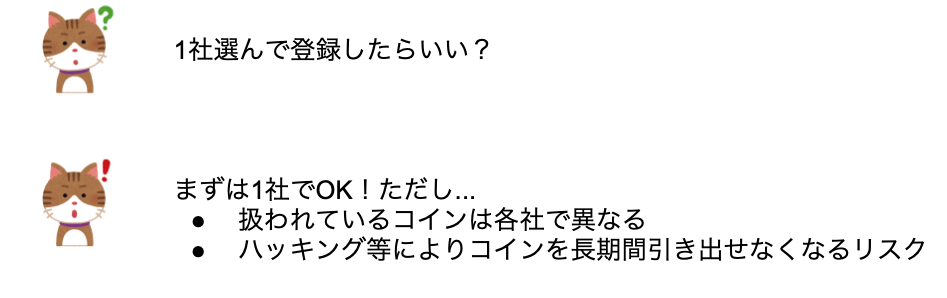 1社選んで登録したらいい？
まずは1社でOK！ただし...
● 扱われているコインは各社で異なる
● ハッキング等によりコインを長期間引き出せなくなるリスク